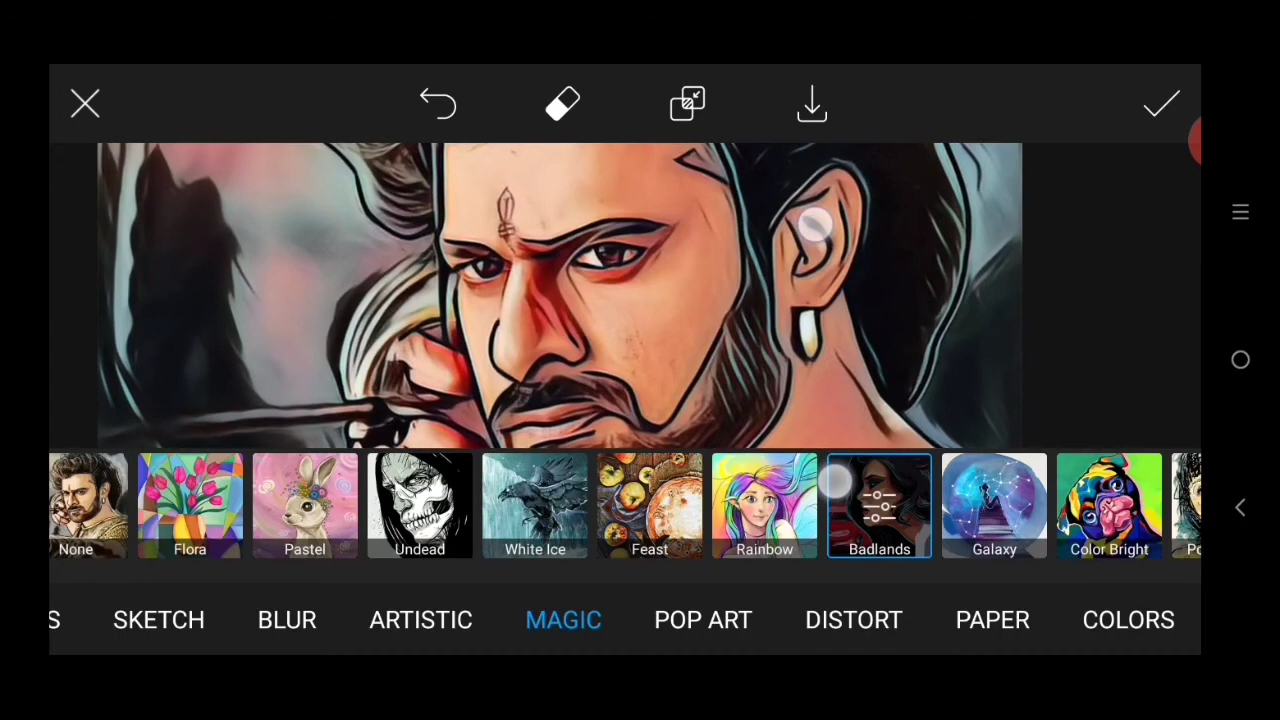 None Flora Pastel Undead White Ice Feast Rainbow Badlands Galaxy Color Bright
S SKETCH BLUR ARTISTIC MAGIC POP ART DISTORT PAPER COLORS